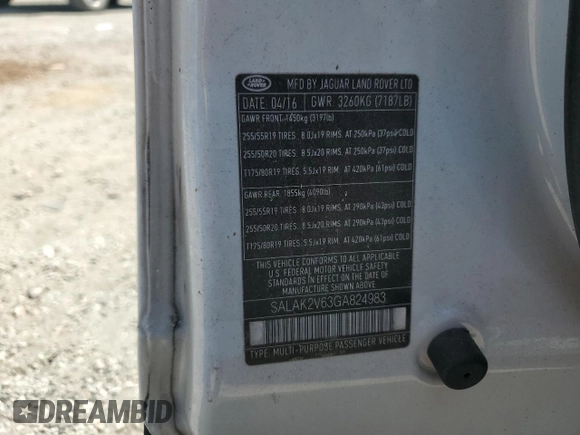 LAND ROVER
MFD BY JAGUAR LAND ROVER LTD
DATE 04/16 GWR 3260KG (7187LB)
GAWR FRONT 1450kg (3197lb)
255/55R19 TIRES. 8.0Jx19 RIMS. AT 250kPa (37psi) COLD
255/50R20 TIRES. 8.5Jx20 RIMS. AT 250kPa (37psi) COLD
T175/80R19 TIRES. 5.5Jx19 RIM. AT 420kPa (61psi) COLD
GAWR REAR 1855kg (4090lb)
255/55R19 TIRES. 8.0Jx19 RIMS. AT 290kPa (42psi) COLD
255/50R20 TIRES. 8.5Jx20 RIMS. AT 290kPa (42psi) COLD
T175/80R19 TIRES. 5.5Jx19 RIM. AT 420kPa (61psi) COLD
THIS VEHICLE CONFORMS TO ALL APPLICABLE
U.S. FEDERAL MOTOR VEHICLE SAFETY STANDARDS
IN EFFECT ON THE DATE OF MANUFACTURE
SHOWN ABOVE
SALAK2V63GA824983
TYPE: MULTI-PURPOSE PASSENGER VEHICLE
DREAMBID